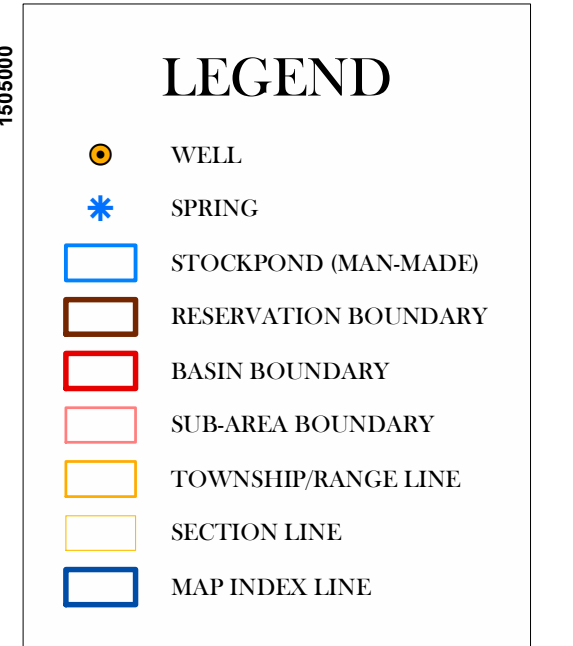 1505000
LEGEND
WELL
SPRING
STOCKPOND (MAN-MADE)
RESERVATION BOUNDARY
BASIN BOUNDARY
SUB-AREA BOUNDARY
TOWNSHIP/RANGE LINE
SECTION LINE
MAP INDEX LINE